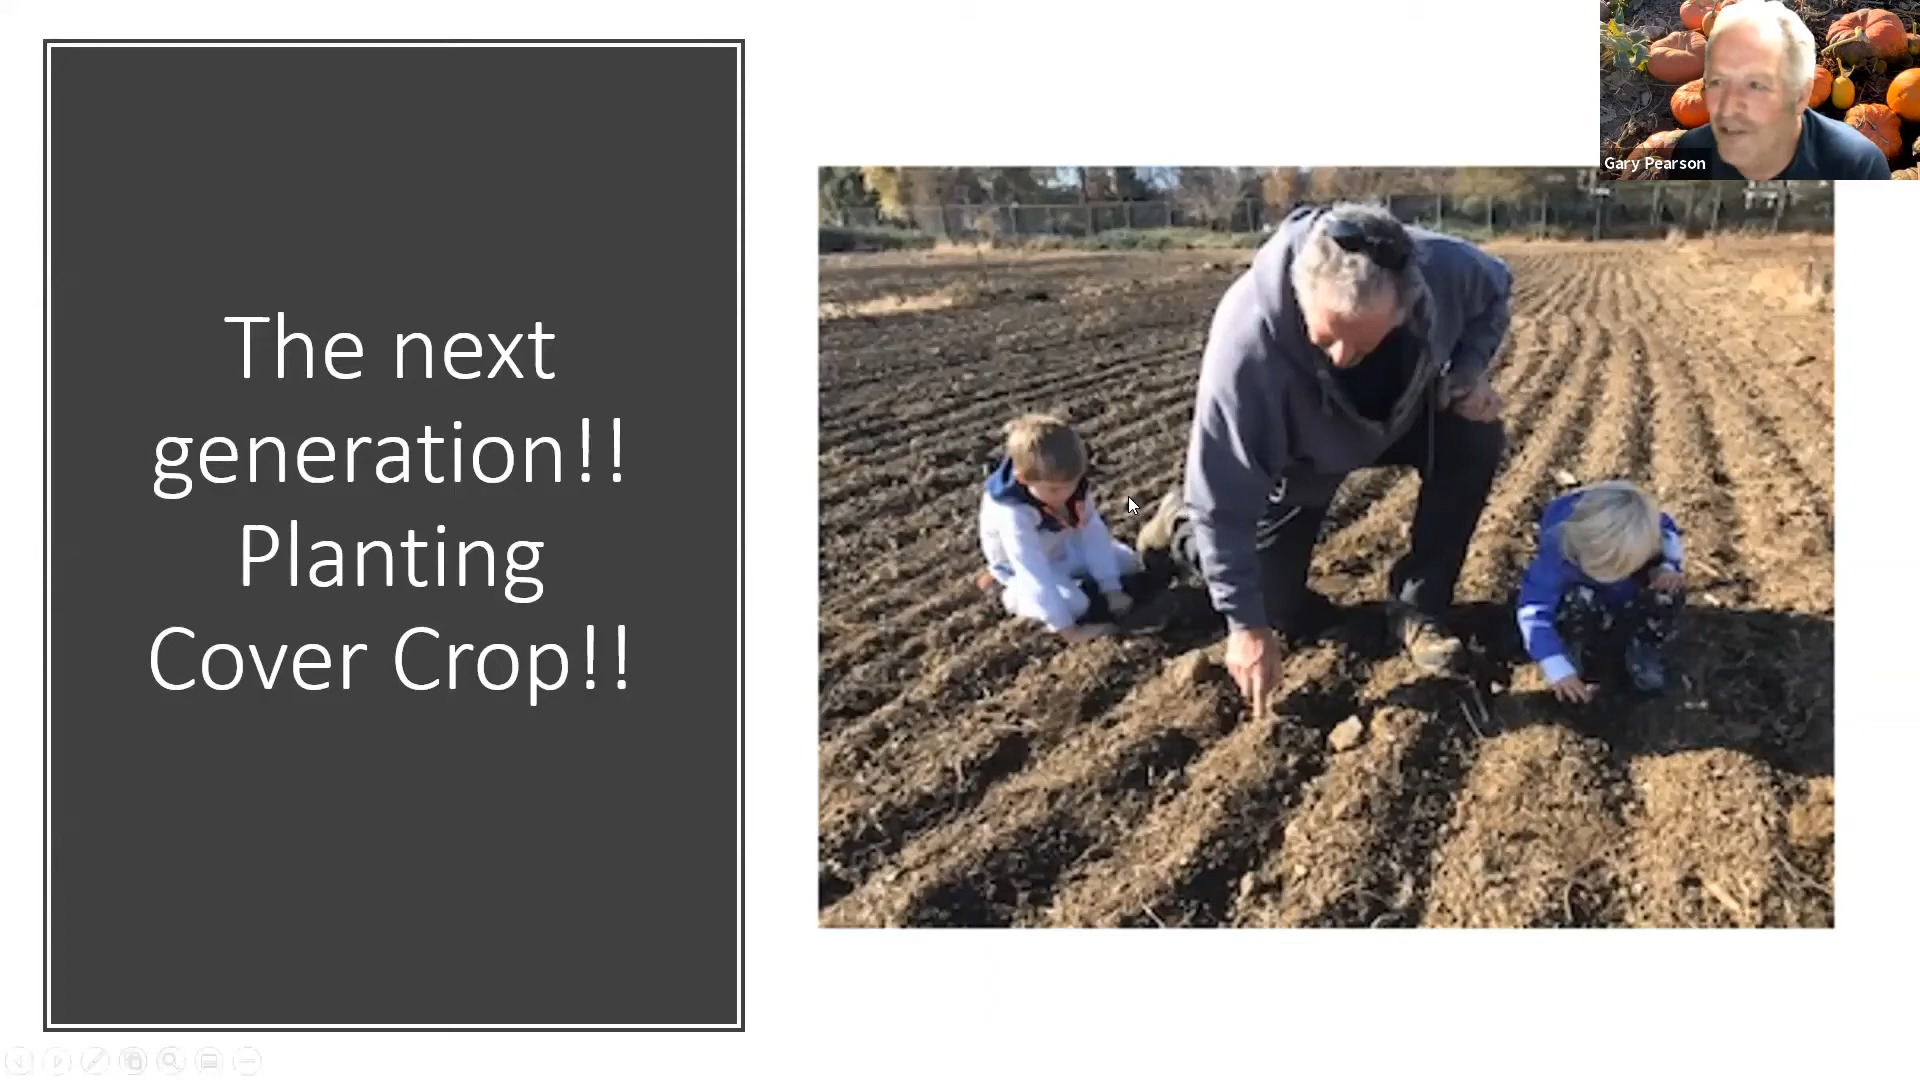 The next
generation!!
Planting
Cover Crop!!
Gary Pearson